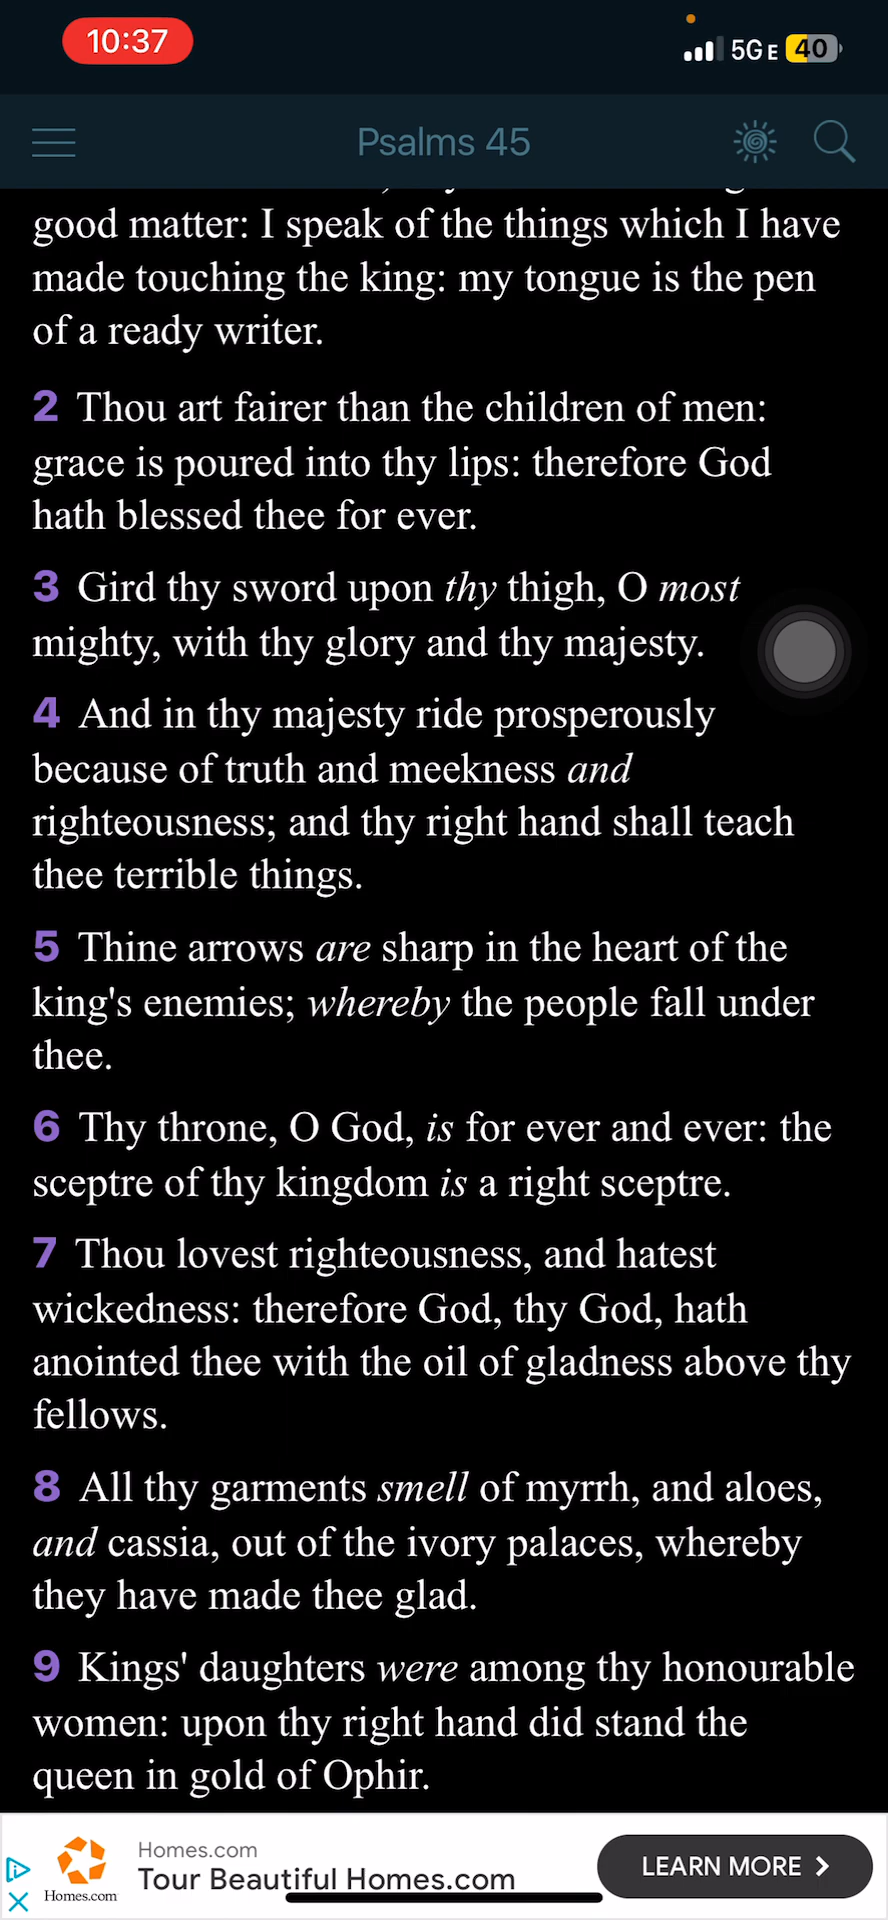 10:37
5GE 40
Psalms 45
good matter: I speak of the things which I have
made touching the king: my tongue is the pen
of a ready writer.
2 Thou art fairer than the children of men:
grace is poured into thy lips: therefore God
hath blessed thee for ever.
3 Gird thy sword upon thy thigh, O most
mighty, with thy glory and thy majesty.
4 And in thy majesty ride prosperously
because of truth and meekness and
righteousness; and thy right hand shall teach
thee terrible things.
5 Thine arrows are sharp in the heart of the
king's enemies; whereby the people fall under
thee.
6 Thy throne, O God, is for ever and ever: the
sceptre of thy kingdom is a right sceptre.
7 Thou lovest righteousness, and hatest
wickedness: therefore God, thy God, hath
anointed thee with the oil of gladness above thy
fellows.
8 All thy garments smell of myrrh, and aloes,
and cassia, out of the ivory palaces, whereby
they have made thee glad.
9 Kings' daughters were among thy honourable
women: upon thy right hand did stand the
queen in gold of Ophir.
Homes.com
Tour Beautiful Homes.com
LEARN MORE
Homes.com